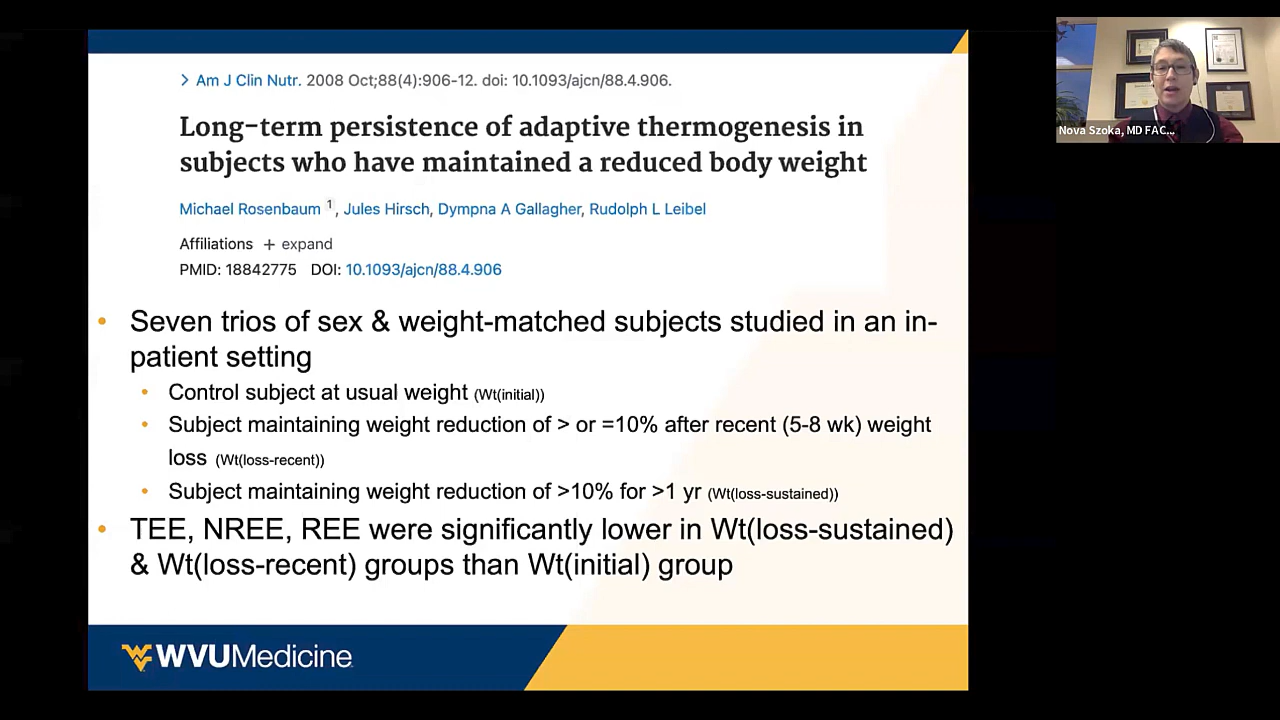 > Am J Clin Nutr. 2008 Oct;88(4):906-12. doi: 10.1093/ajcn/88.4.906.
Long-term persistence of adaptive thermogenesis in
subjects who have maintained a reduced body weight
Michael Rosenbaum 1, Jules Hirsch, Dympna A Gallagher, Rudolph L Leibel
Affiliations + expand
PMID: 18842775 DOI: 10.1093/ajcn/88.4.906
• Seven trios of sex & weight-matched subjects studied in an in-
patient setting
• Control subject at usual weight (Wt(initial))
• Subject maintaining weight reduction of > or =10% after recent (5-8 wk) weight
loss (Wt(loss-recent))
• Subject maintaining weight reduction of >10% for >1 yr (Wt(loss-sustained))
• TEE, NREE, REE were significantly lower in Wt(loss-sustained)
& Wt(loss-recent) groups than Wt(initial) group
WVUMedicine
Nova Szoka, MD FAC...